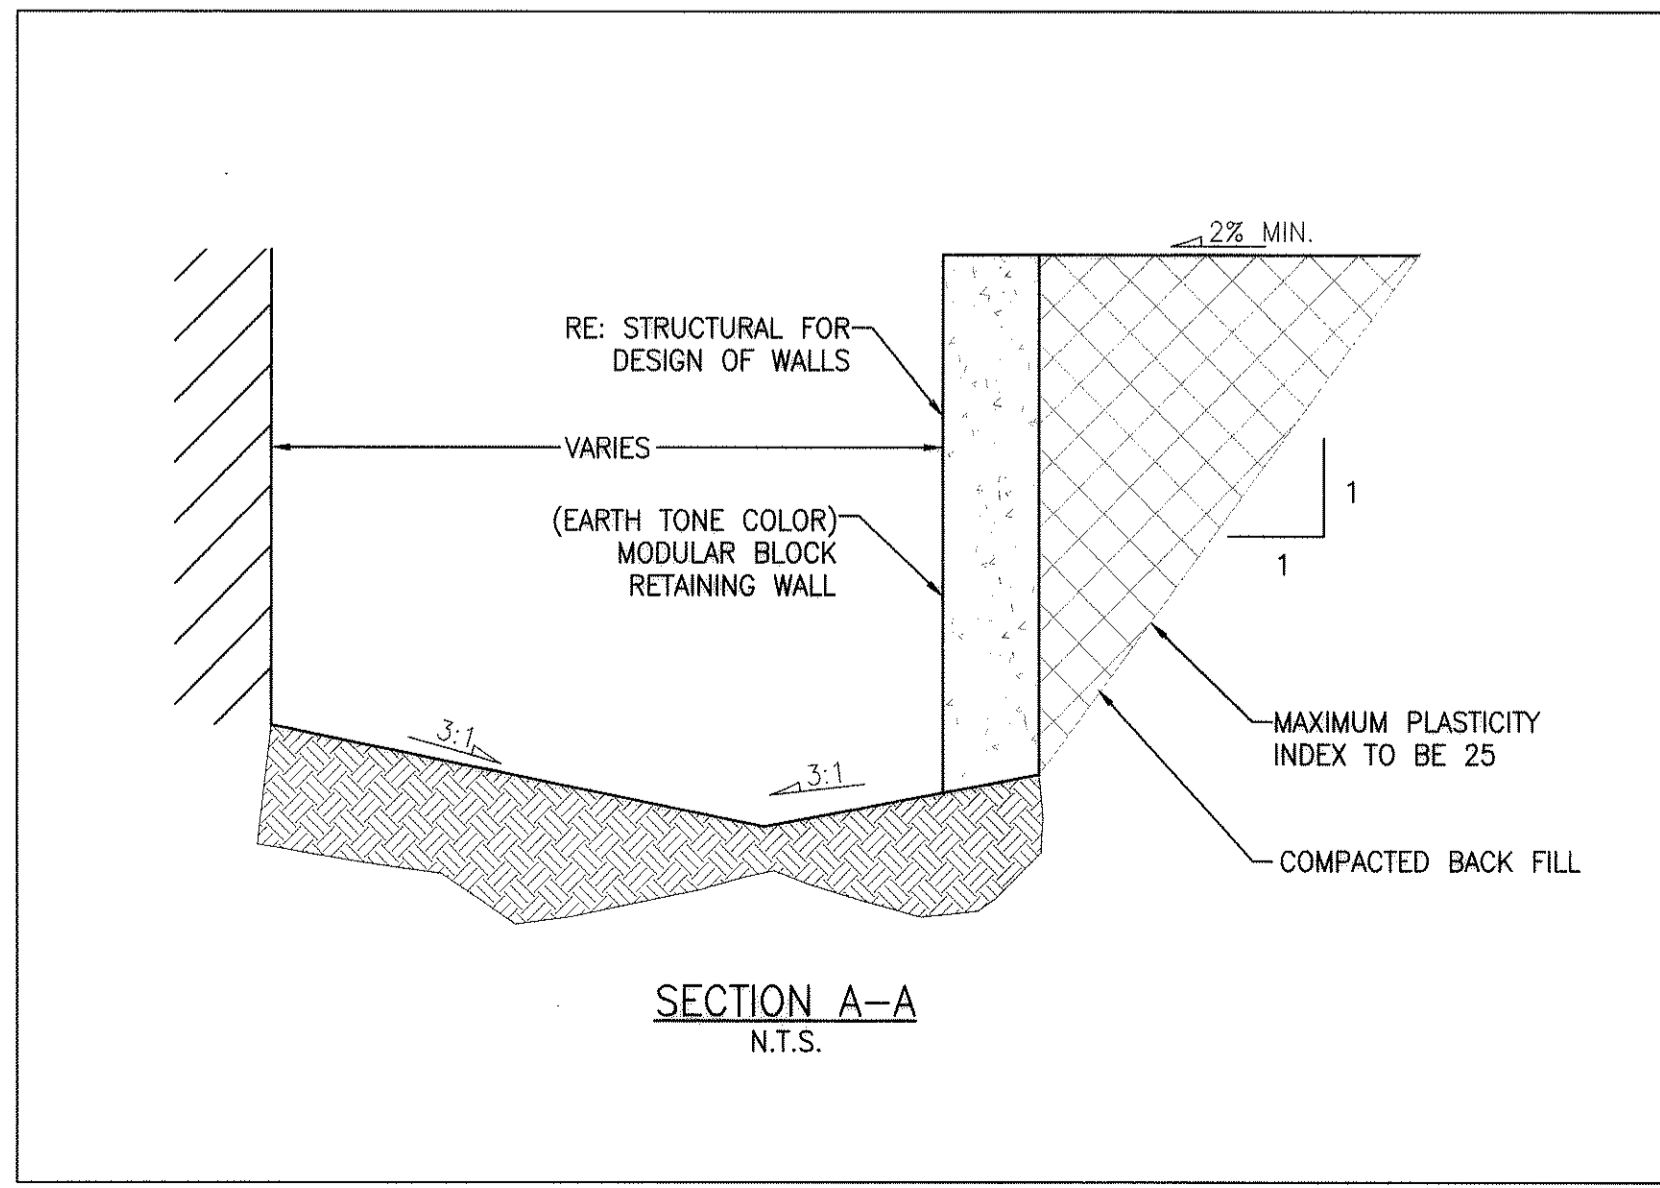 2% MIN.
RE: STRUCTURAL FOR
DESIGN OF WALLS
VARIES
(EARTH TONE COLOR)
MODULAR BLOCK
RETAINING WALL
1
1
MAXIMUM PLASTICITY
INDEX TO BE 25
3:1
3:1
COMPACTED BACK FILL
SECTION A-A
N.T.S.